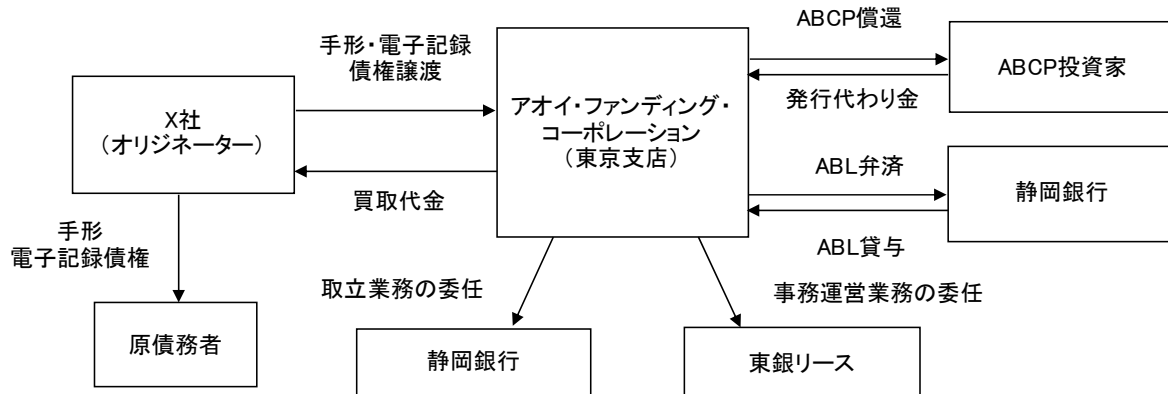 ABCP償還
手形・電子記録
債権譲渡
X社
（オリジネーター）
アオイ・ファンディング・
コーポレーション
（東京支店）
ABCP投資家
発行代わり金
買取代金
ABL弁済
静岡銀行
ABL貸与
手形
電子記録債権
取立業務の委任
事務運営業務の委任
原債務者
静岡銀行
東銀リース